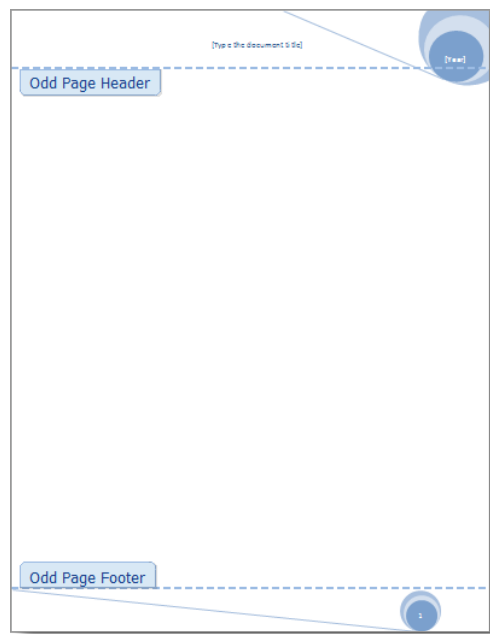 [Type the document title]
[Year]
Odd Page Header
Odd Page Footer
1